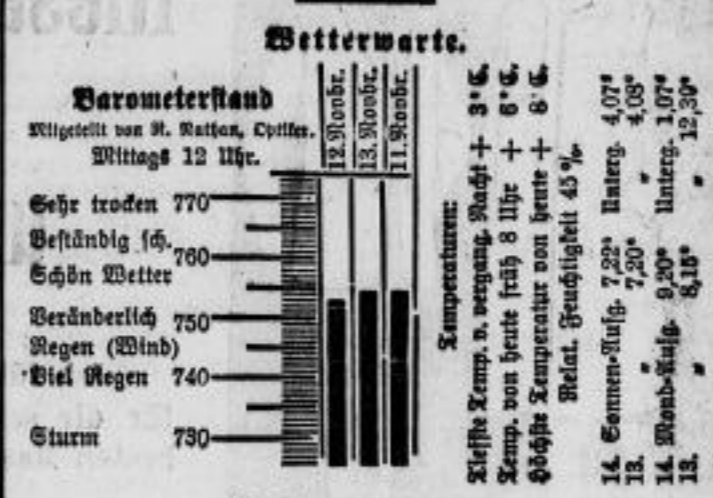 Wetterwarte.
Barometerstand
Mitgeteilt von R. Nathan, Optiker.
Mittags 12 Uhr.
12. Novbr.
13. Novbr.
11. Novbr.
Sehr trocken 770
Beständig sch. 760
Schön Wetter
Veränderlich 750
Regen (Wind)
Viel Regen 740
Sturm 730
Temperaturen:
Tiefste Temp. v. vergang. Nacht + 3° C.
Temp. von heute früh 8 Uhr + 6° C.
Höchste Temperatur von heute + 8° C.
Relat. Feuchtigkeit 45 %
14. Sonnen-Aufg. 7,22" Unterg. 4,07"
13. " 7,20" " 4,08"
14. Mond-Aufg. 9,20" Unterg. 1,07"
13. " 8,15" " 12,39"